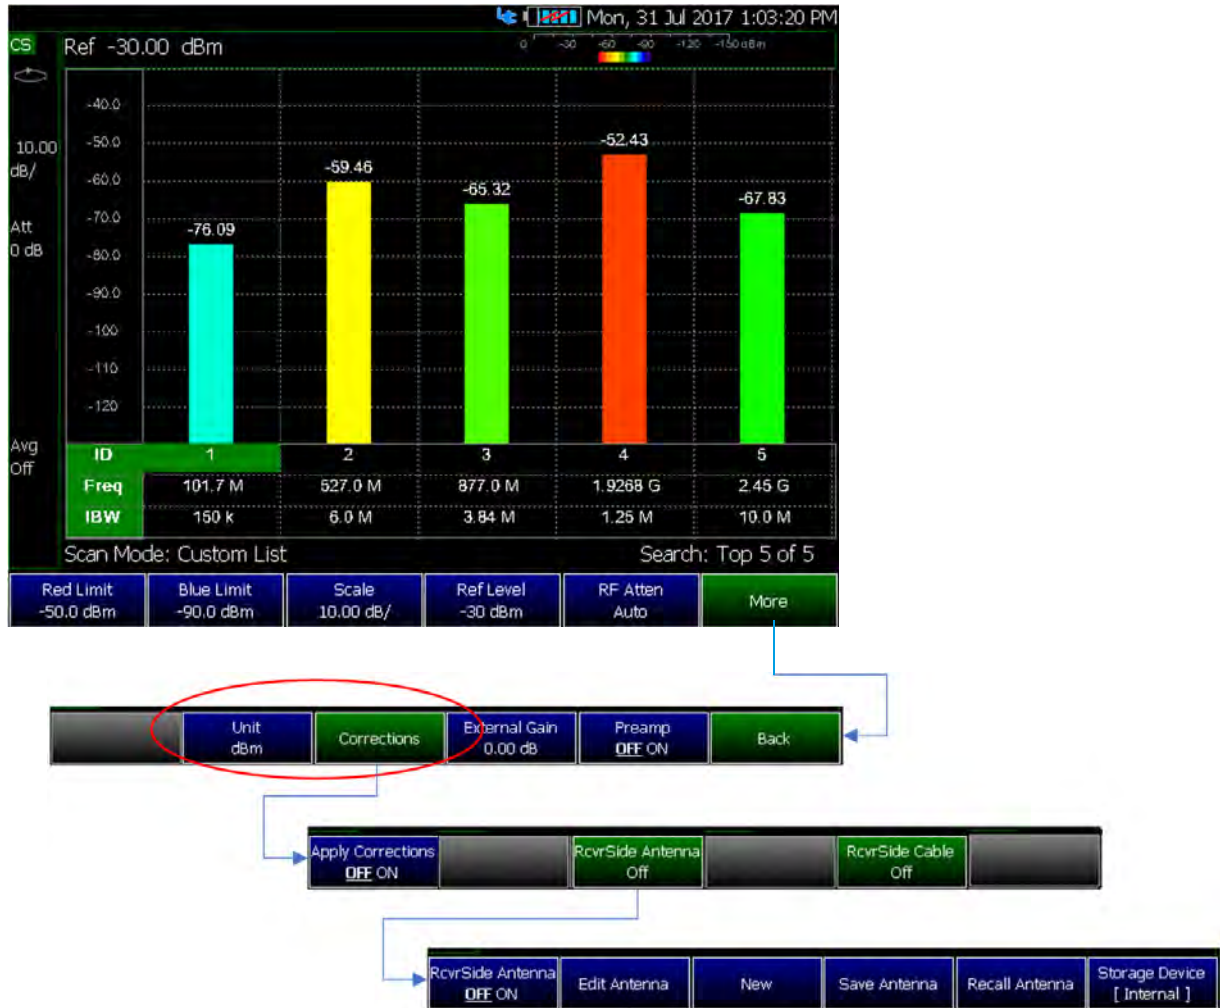 Mon, 31 Jul 2017 1:03:20 PM
CS
Ref -30.00 dBm
0 -30 -60 -90 -120 -150 dBm
-40.0
-50.0
-60.0
-70.0
-80.0
-90.0
-100
-110
-120
10.00
dB/
Att
0 dB
Avg
Off
-76.09
-59.46
-65.32
-52.43
-67.83
ID 1 2 3 4 5
Freq 101.7 M 527.0 M 877.0 M 1.9268 G 2.45 G
IBW 150 k 6.0 M 3.84 M 1.25 M 10.0 M
Scan Mode: Custom List Search: Top 5 of 5
Red Limit
-50.0 dBm
Blue Limit
-90.0 dBm
Scale
10.00 dB/
Ref Level
-30 dBm
RF Atten
Auto
More
Unit
dBm
Corrections
External Gain
0.00 dB
Preamp
OFF ON
Back
Apply Corrections
OFF ON
RcvrSide Antenna
Off
RcvrSide Cable
Off
RcvrSide Antenna
OFF ON
Edit Antenna
New
Save Antenna
Recall Antenna
Storage Device
[ Internal ]